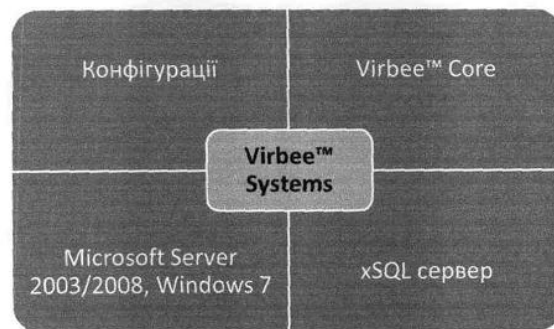 Конфігурації
Virbee™ Core
Virbee™
Systems
Microsoft Server
2003/2008, Windows 7
xSQL сервер